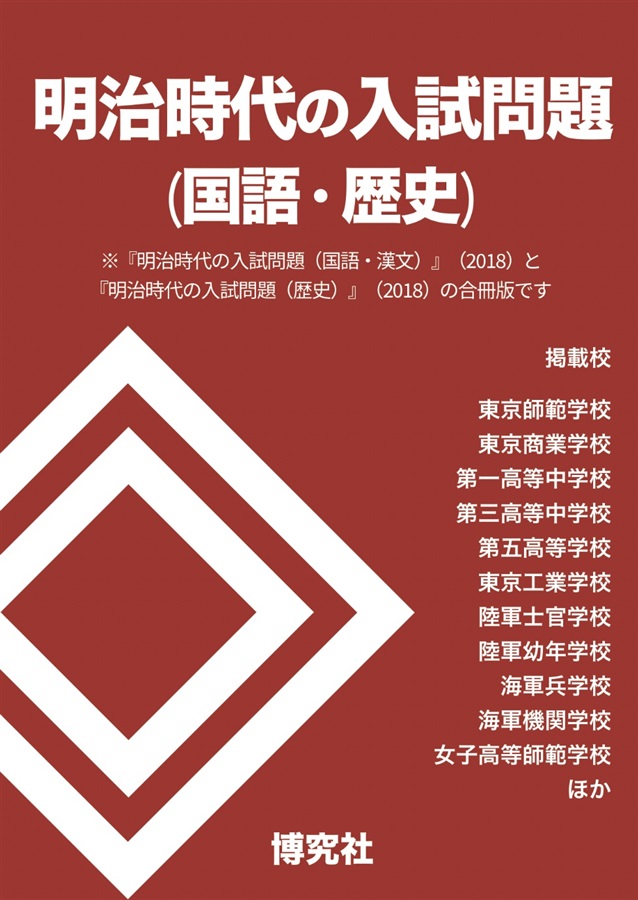 明治時代の入試問題
(国語・歴史)
※『明治時代の入試問題（国語・漢文）』（2018）と
『明治時代の入試問題（歴史）』（2018）の合冊版です
掲載校
東京師範学校
東京商業学校
第一高等中学校
第三高等中学校
第五高等学校
東京工業学校
陸軍士官学校
陸軍幼年学校
海軍兵学校
海軍機関学校
女子高等師範学校
ほか
博究社